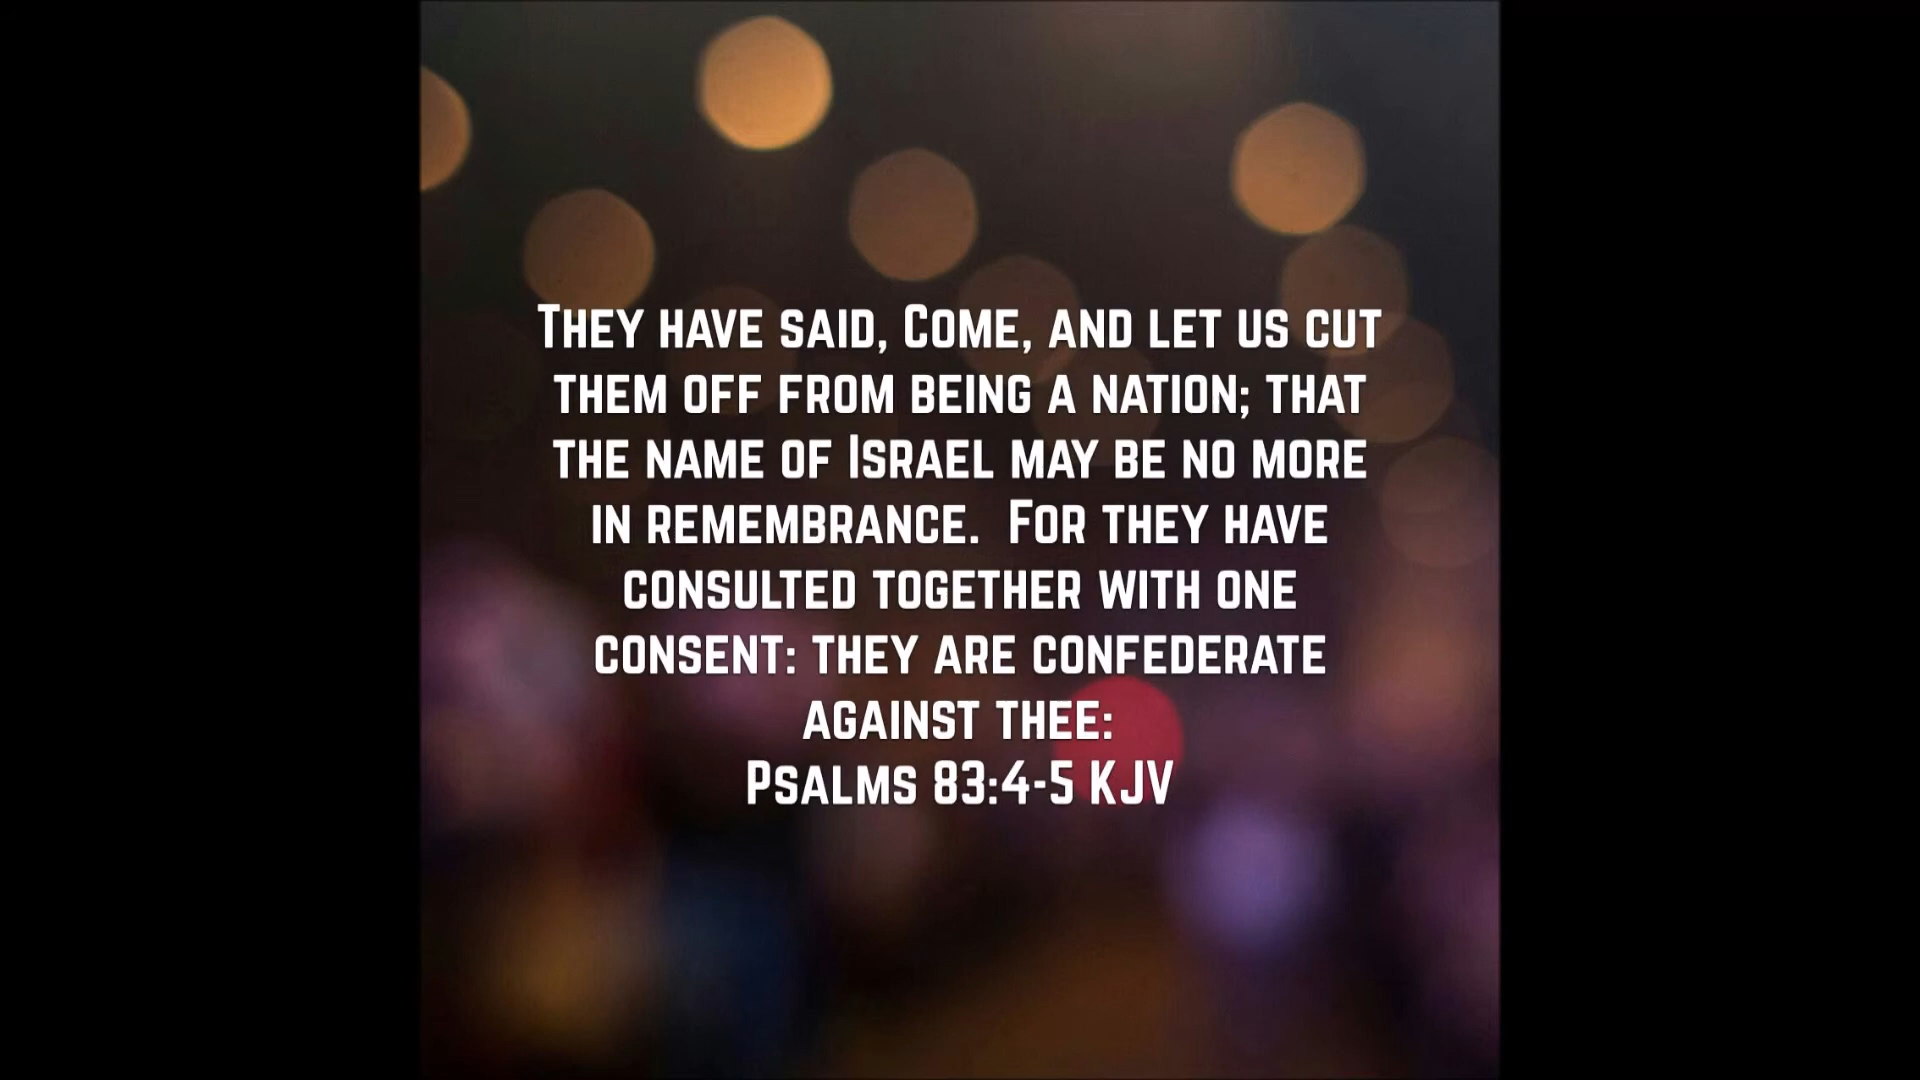 They have said, Come, and let us cut
them off from being a nation; that
the name of Israel may be no more
in remembrance.  For they have
consulted together with one
consent: they are confederate
against thee:
Psalms 83:4-5 KJV